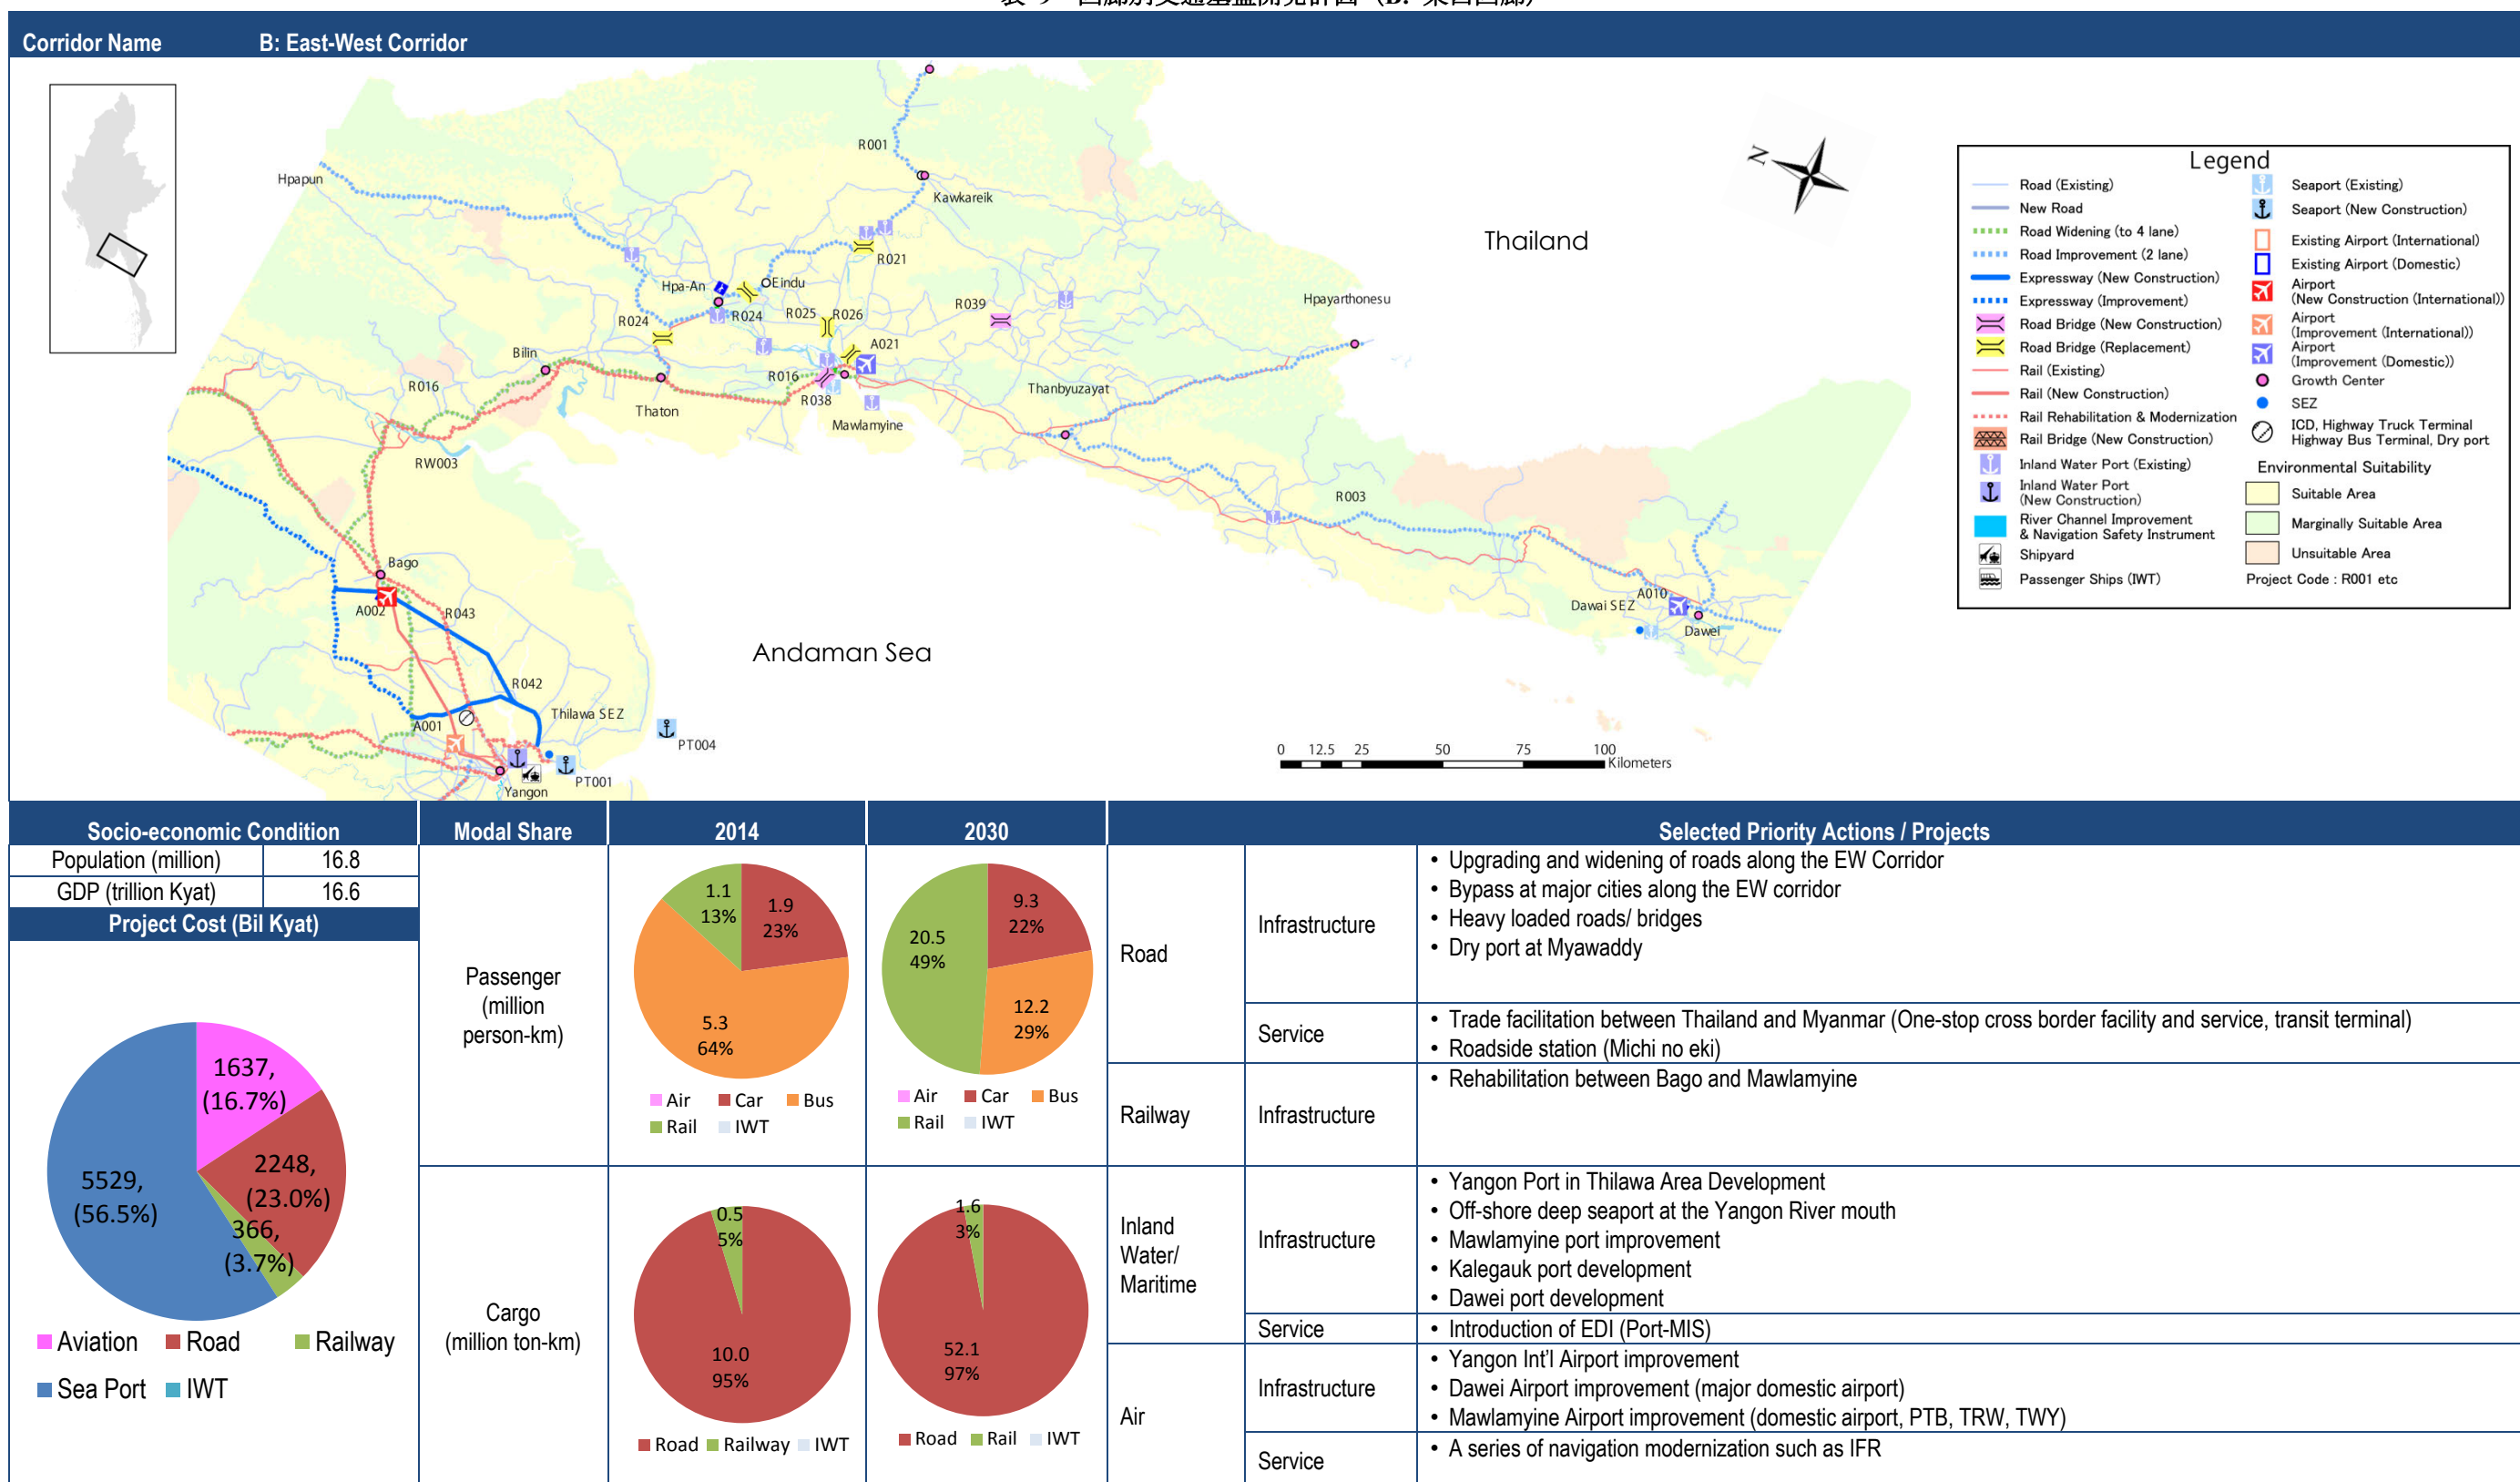 表 9 回廊別交通基盤開発計画 (B: 東西回廊)
Corridor Name B: East-West Corridor
Hpapun
R001
Kawkareik
Thailand
R021
Hpa-An
Eindu
R024
R024
R025
R026
R039
Hpayarthonesu
A021
Bilin
R016
R016
Thanbyuzayat
Thaton
R038
Mawlamyine
RW003
R003
Bago
A002
R043
A010
Dawai SEZ
Dawei
Andaman Sea
R042
Thilawa SEZ
A001
PT004
PT001
Yangon
0 12.5 25 50 75 100
Kilometers
N
Legend
Road (Existing)
New Road
Road Widening (to 4 lane)
Road Improvement (2 lane)
Expressway (New Construction)
Expressway (Improvement)
Road Bridge (New Construction)
Road Bridge (Replacement)
Rail (Existing)
Rail (New Construction)
Rail Rehabilitation & Modernization
Rail Bridge (New Construction)
Inland Water Port (Existing)
Inland Water Port
(New Construction)
River Channel Improvement
& Navigation Safety Instrument
Shipyard
Passenger Ships (IWT)
Seaport (Existing)
Seaport (New Construction)
Existing Airport (International)
Existing Airport (Domestic)
Airport
(New Construction (International))
Airport
(Improvement (International))
Airport
(Improvement (Domestic))
Growth Center
SEZ
ICD, Highway Truck Terminal
Highway Bus Terminal, Dry port
Environmental Suitability
Suitable Area
Marginally Suitable Area
Unsuitable Area
Project Code : R001 etc
Socio-economic Condition
Population (million) 16.8
GDP (trillion Kyat) 16.6
Project Cost (Bil Kyat)
1637,
(16.7%)
2248,
(23.0%)
366,
(3.7%)
5529,
(56.5%)
Aviation Road Railway
Sea Port IWT
Modal Share 2014 2030
Passenger
(million
person-km)
1.1
13%
1.9
23%
5.3
64%
Air Car Bus
Rail IWT
9.3
22%
20.5
49%
12.2
29%
Air Car Bus
Rail IWT
Cargo
(million ton-km)
0.5
5%
10.0
95%
Road Railway IWT
1.6
3%
52.1
97%
Road Rail IWT
Selected Priority Actions / Projects
Road
Infrastructure
• Upgrading and widening of roads along the EW Corridor
• Bypass at major cities along the EW corridor
• Heavy loaded roads/ bridges
• Dry port at Myawaddy
Service
• Trade facilitation between Thailand and Myanmar (One-stop cross border facility and service, transit terminal)
• Roadside station (Michi no eki)
Railway
Infrastructure
• Rehabilitation between Bago and Mawlamyine
Inland
Water/
Maritime
Infrastructure
• Yangon Port in Thilawa Area Development
• Off-shore deep seaport at the Yangon River mouth
• Mawlamyine port improvement
• Kalegauk port development
• Dawei port development
Service
• Introduction of EDI (Port-MIS)
Air
Infrastructure
• Yangon Int'l Airport improvement
• Dawei Airport improvement (major domestic airport)
• Mawlamyine Airport improvement (domestic airport, PTB, TRW, TWY)
Service
• A series of navigation modernization such as IFR